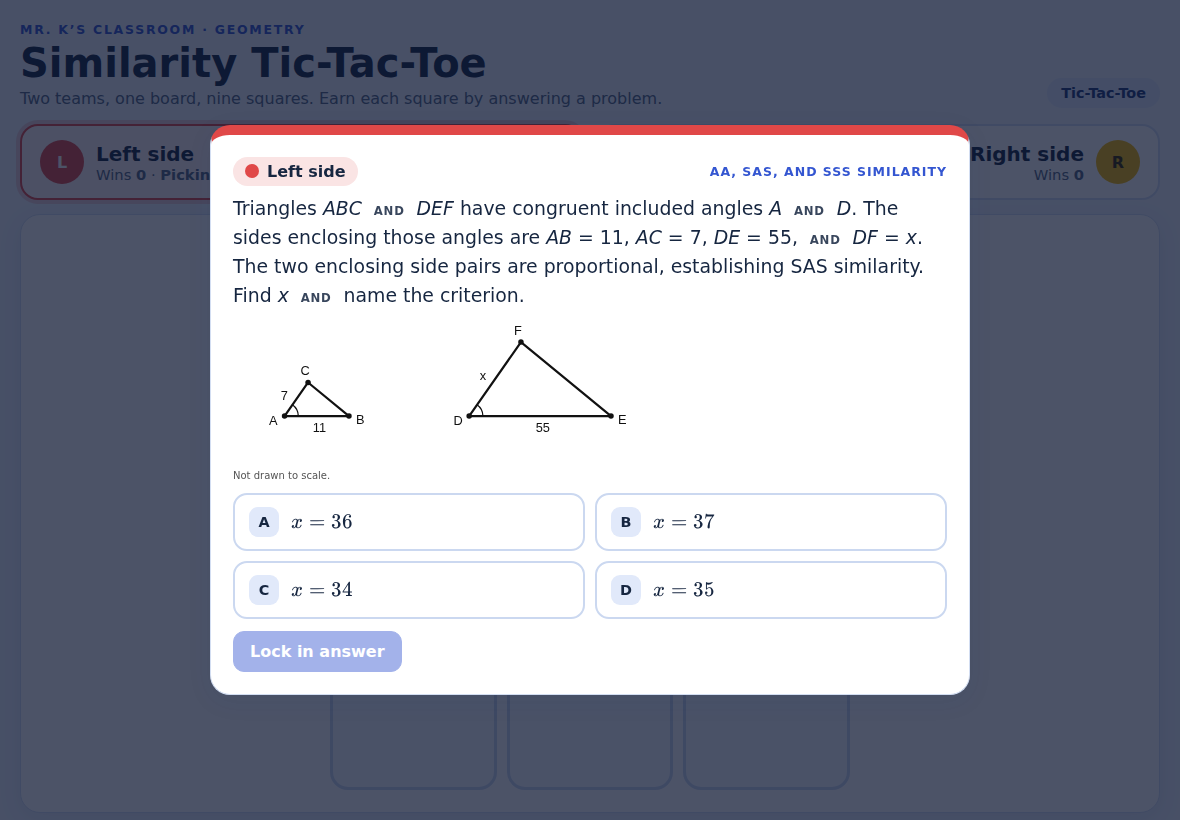 MR. K'S CLASSROOM · GEOMETRY
Similarity Tic-Tac-Toe
Two teams, one board, nine squares. Earn each square by answering a problem.
Tic-Tac-Toe
L
Left side
Wins 0 · Pickin
Right side
Wins 0
R
Left side
AA, SAS, AND SSS SIMILARITY
Triangles ABC AND DEF have congruent included angles A AND D. The
sides enclosing those angles are AB = 11, AC = 7, DE = 55, AND DF = x.
The two enclosing side pairs are proportional, establishing SAS similarity.
Find x AND name the criterion.
F
C
x
7
A
B
D
E
11
55
Not drawn to scale.
A x = 36
B x = 37
C x = 34
D x = 35
Lock in answer